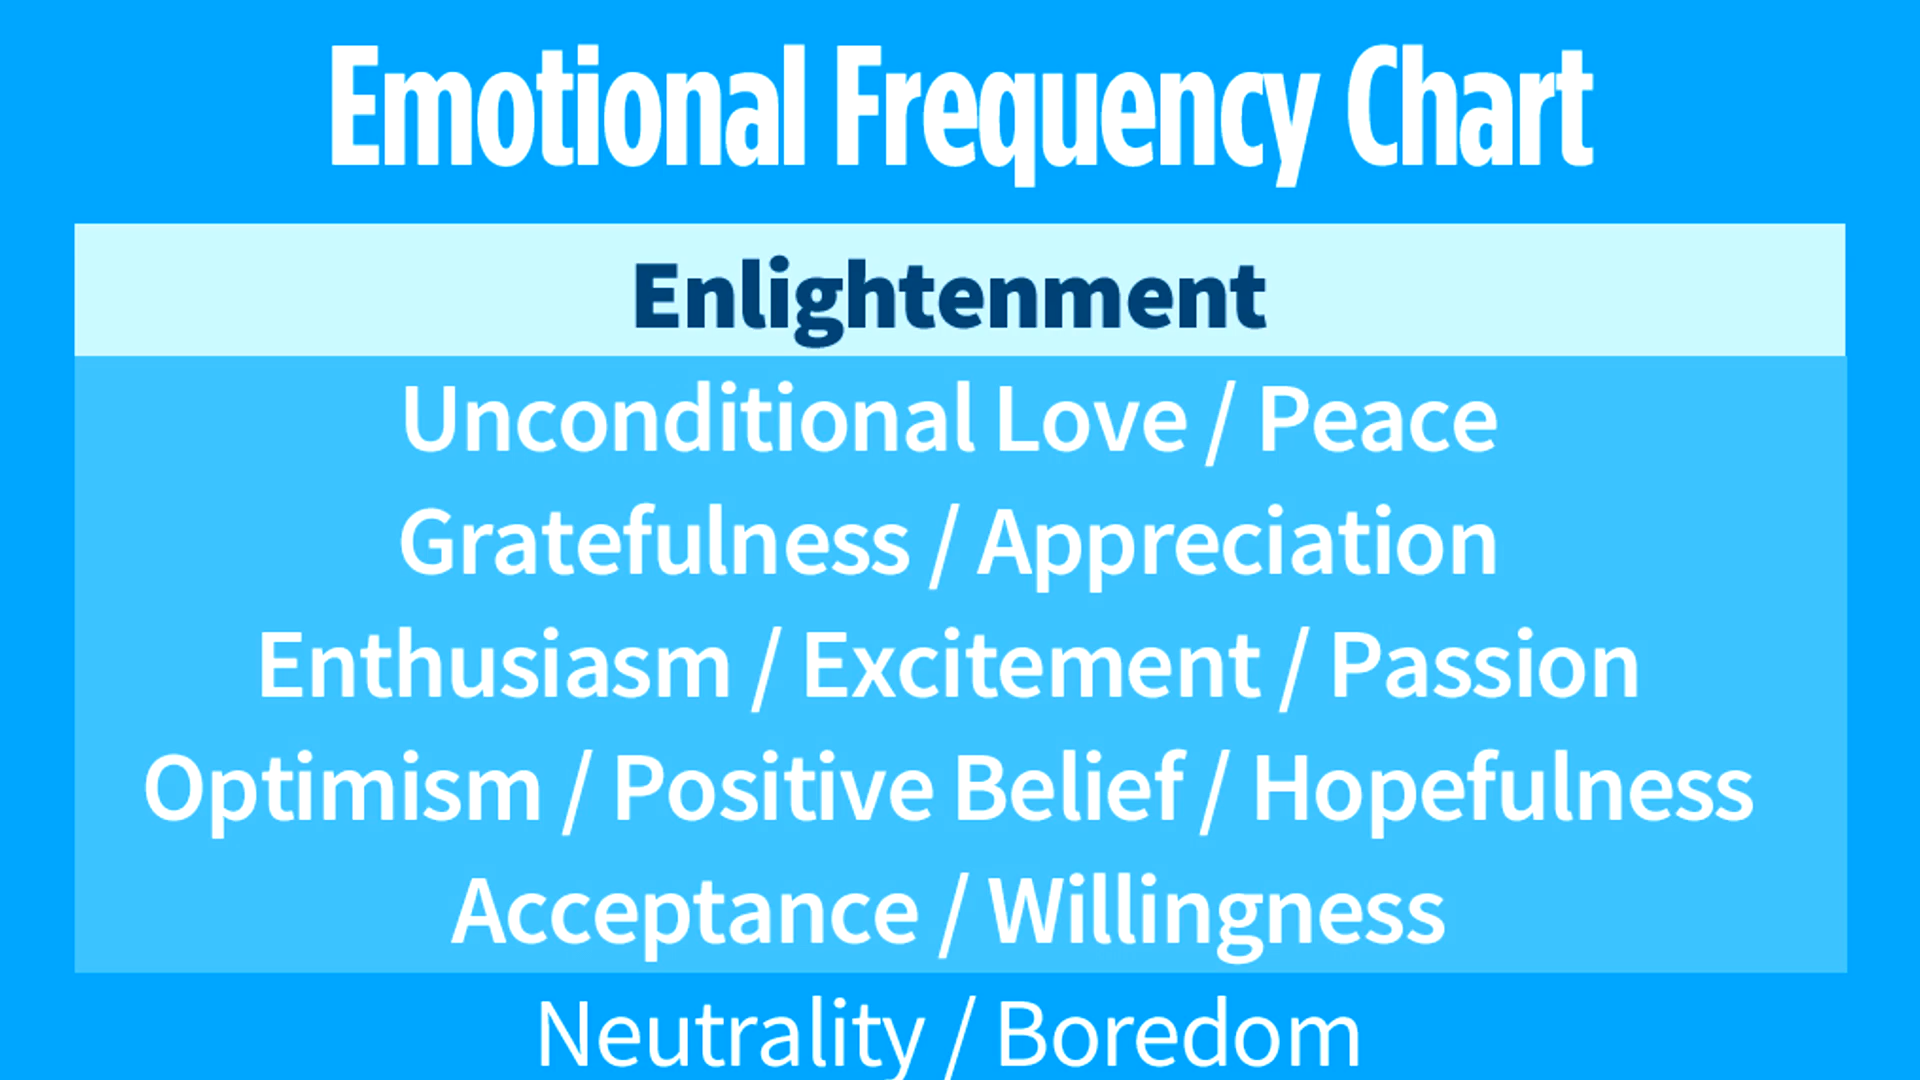 Emotional Frequency Chart
Enlightenment
Unconditional Love / Peace
Gratefulness / Appreciation
Enthusiasm / Excitement / Passion
Optimism / Positive Belief / Hopefulness
Acceptance / Willingness
Neutrality / Boredom